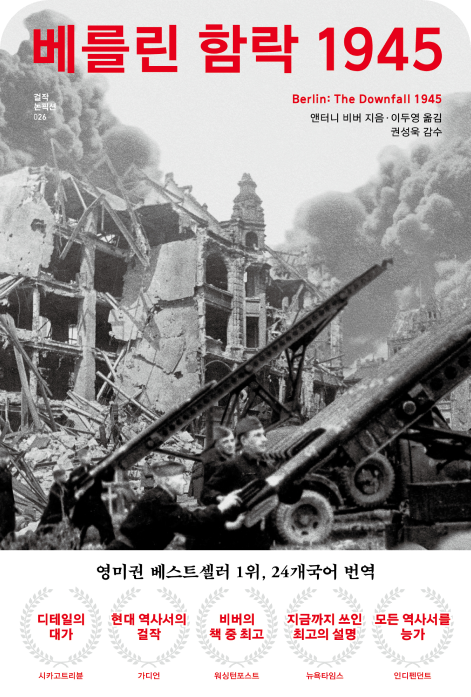 베를린 함락 1945
걸작
논픽션
026
Berlin: The Downfall 1945
앤터니 비버 지음 · 이두영 옮김
권성욱 감수
영미권 베스트셀러 1위, 24개국어 번역
디테일의
대가
시카고트리뷴
현대 역사서의
걸작
가디언
비버의
책 중 최고
워싱턴포스트
지금까지 쓰인
최고의 설명
뉴욕타임스
모든 역사서를
능가
인디펜던트